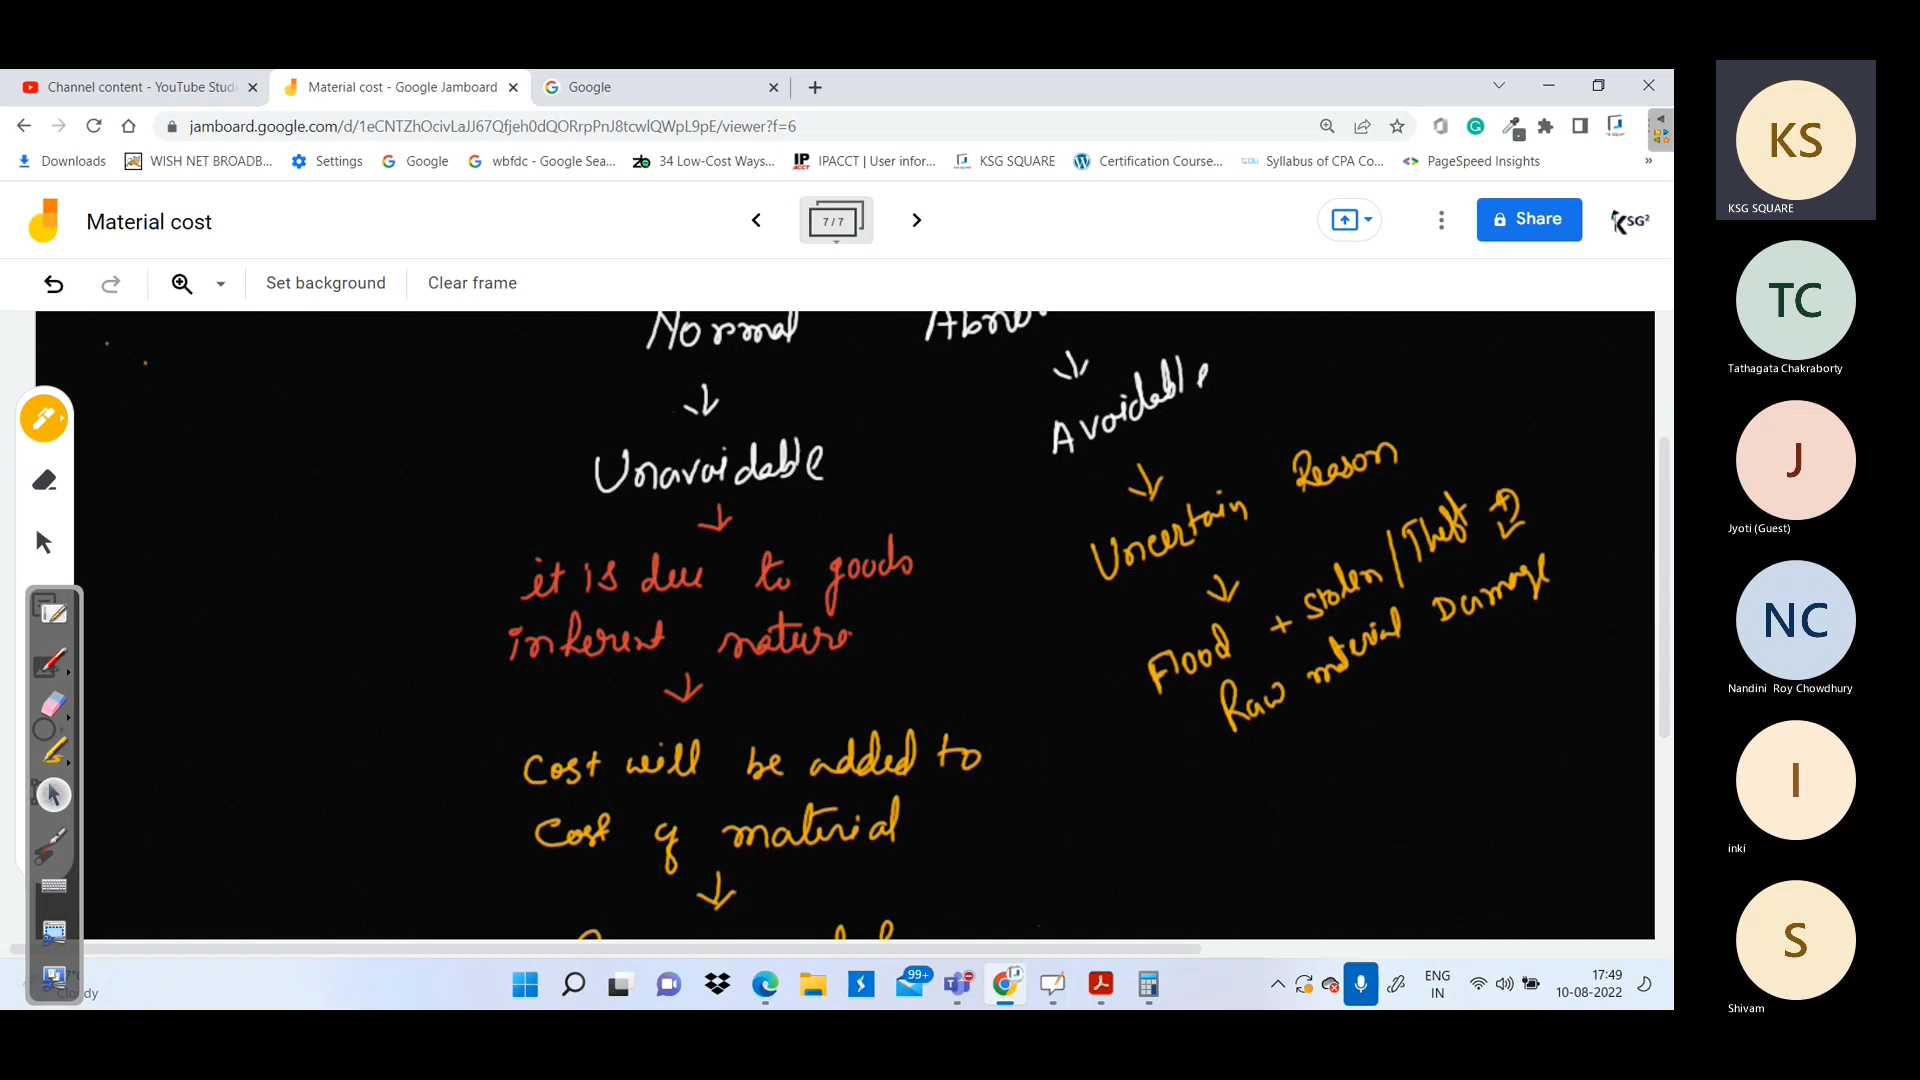 Channel content - YouTube Stud
Material cost - Google Jamboard
Google
jamboard.google.com/d/1eCNTZhOcivLaJJ67Qfjeh0dQORrpPnJ8tcwlQWpL9pE/viewer?f=6
Downloads
WISH NET BROADB...
Settings
Google
wbfdc - Google Sea...
34 Low-Cost Ways...
IPACCT | User infor...
KSG SQUARE
Certification Course...
Syllabus of CPA Co...
PageSpeed Insights
»
Material cost
7 / 7
Share
KSG²
Set background
Clear frame
Normal
Abnor
Avoidable
Unavoidable
Uncertain Reason
it is due to goods
inherent nature
Flood + Stolen/Theft
Raw material Damage
cost will be added to
cost of material
Cloudy
99+
ENG
IN
17:49
10-08-2022
KS
KSG SQUARE
TC
Tathagata Chakraborty
J
Jyoti (Guest)
NC
Nandini Roy Chowdhury
I
inki
S
Shivam